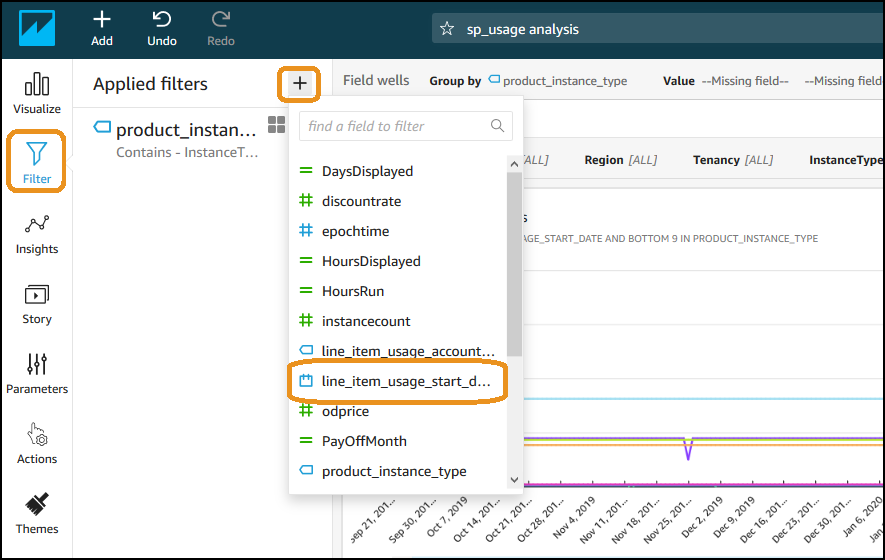 Add
Undo
Redo
sp_usage analysis
Visualize
Filter
Insights
Story
Parameters
Actions
Themes
Applied filters
product_instan...
Contains - InstanceT...
find a field to filter
DaysDisplayed
discountrate
epochtime
HoursDisplayed
HoursRun
instancecount
line_item_usage_account...
line_item_usage_start_d...
odprice
PayOffMonth
product_instance_type
Field wells Group by product_instance_type Value --Missing field-- --Missing field--
[ALL] Region [ALL] Tenancy [ALL] InstanceType
AGE_START_DATE AND BOTTOM 9 IN PRODUCT_INSTANCE_TYPE
Sep 21, 201...
Sep 30, 201...
Oct 7, 2019
Oct 14, 201...
Oct 21, 201...
Oct 28, 201...
Nov 4, 2019
Nov 11, 201...
Nov 18, 201...
Nov 25, 201...
Dec 2, 2019
Dec 9, 2019
Dec 16, 201...
Dec 23, 201...
Dec 30, 201...
Jan 6, 2020